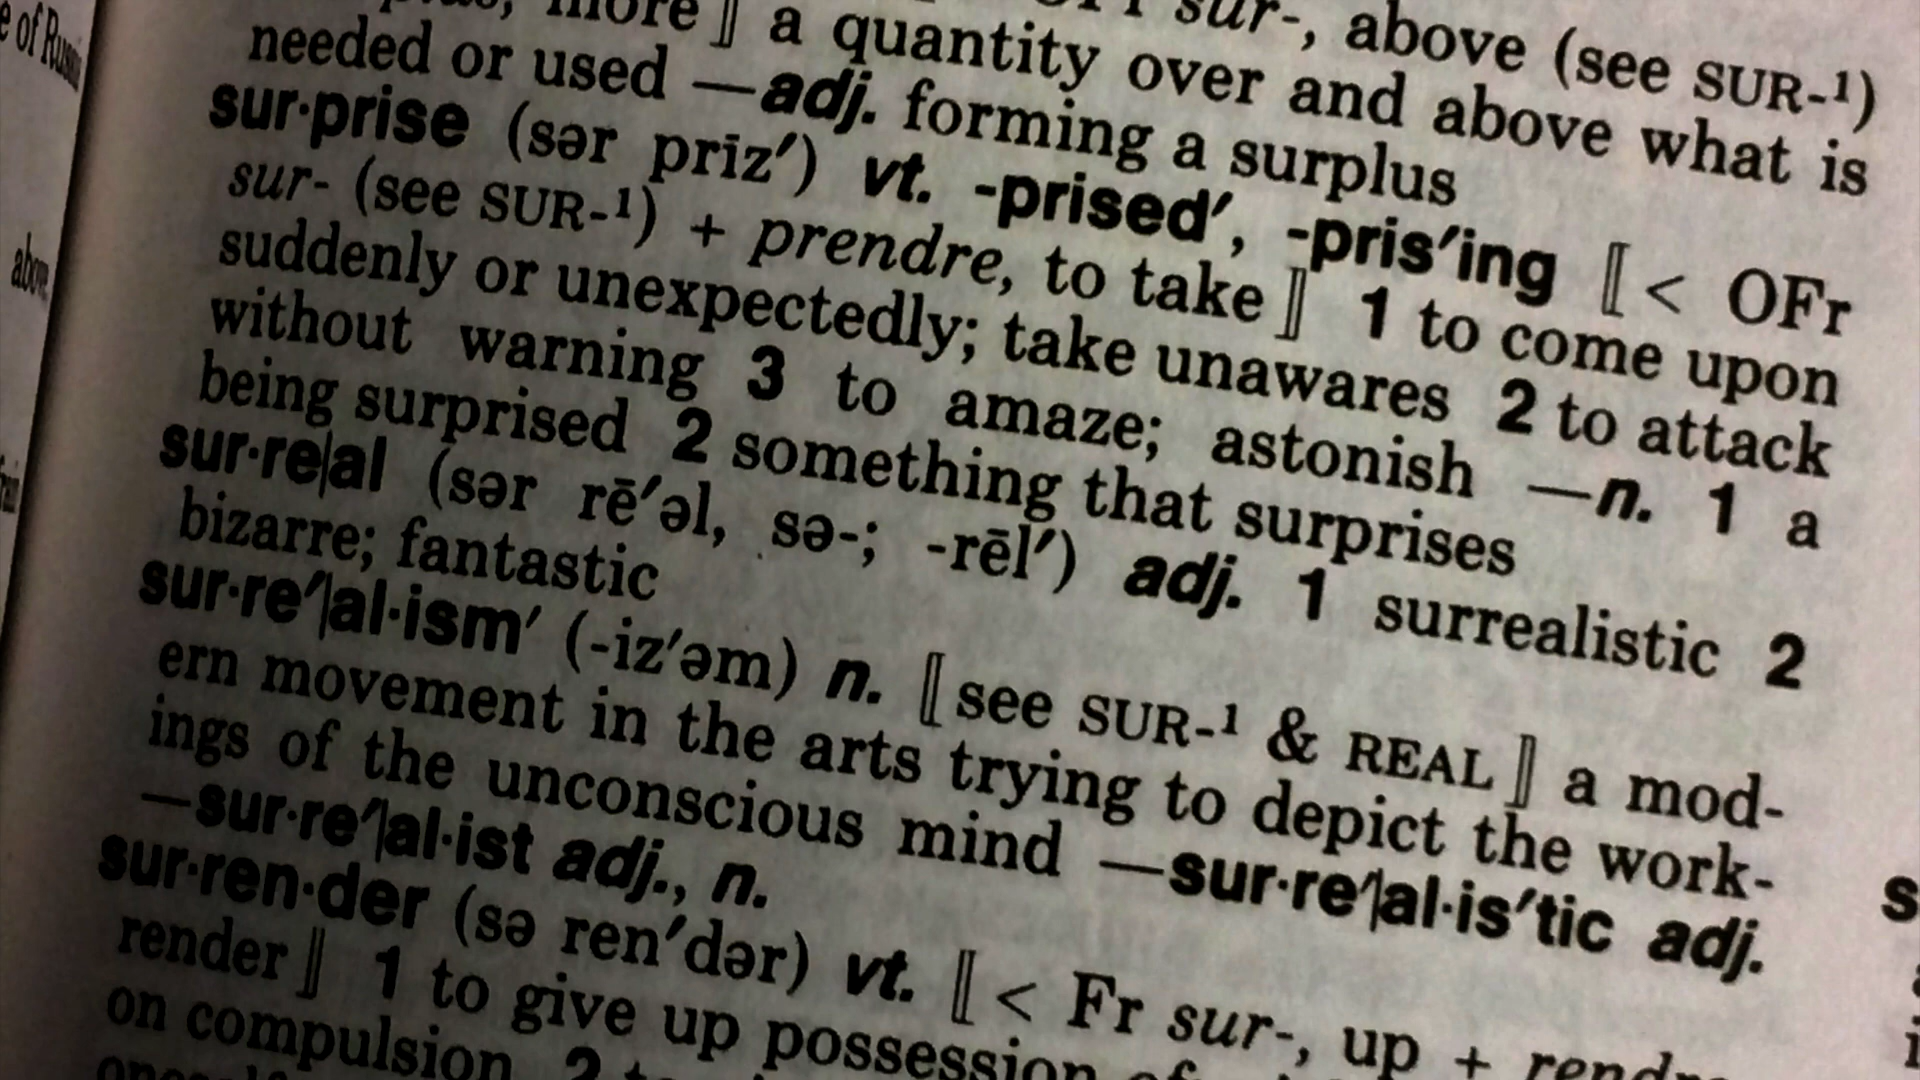 more⟧ a quantity over and above what is
sur-, above (see SUR-¹)
needed or used —adj. forming a surplus
sur·prise (sər prīz′) vt. -prised′, -pris′ing ⟦< OFr
sur- (see SUR-¹) + prendre, to take⟧ 1 to come upon
suddenly or unexpectedly; take unawares 2 to attack
without warning 3 to amaze; astonish —n. 1 a
being surprised 2 something that surprises
sur·re|al (sər rē′əl, sə-; -rēl′) adj. 1 surrealistic 2
bizarre; fantastic
sur·re′|al·ism′ (-iz′əm) n. ⟦see SUR-¹ & REAL⟧ a mod-
ern movement in the arts trying to depict the work-
ings of the unconscious mind —sur·re′|al·is′tic adj.
—sur·re′|al·ist adj., n.
sur·ren·der (sə ren′dər) vt. ⟦< Fr sur-, up +
render⟧ 1 to give up possession
on compulsion 2